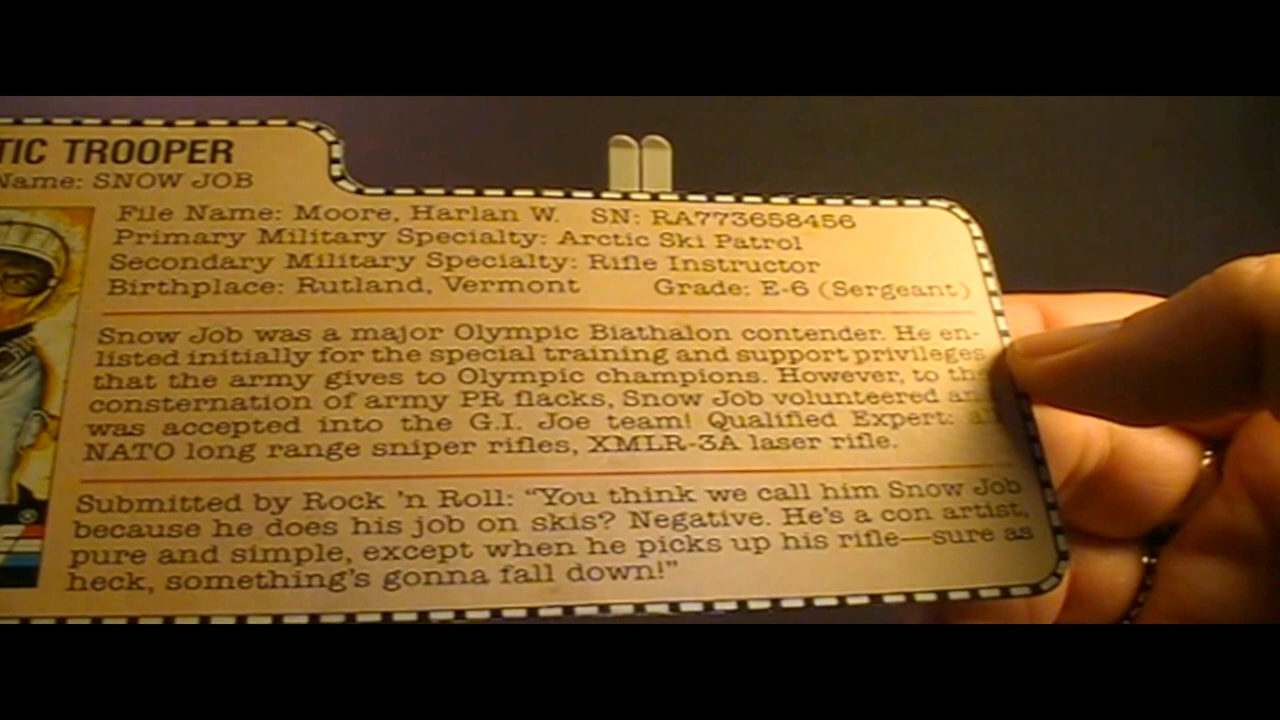 TIC TROOPER
Name: SNOW JOB
File Name: Moore, Harlan W. SN: RA773658456
Primary Military Specialty: Arctic Ski Patrol
Secondary Military Specialty: Rifle Instructor
Birthplace: Rutland, Vermont Grade: E-6 (Sergeant)
Snow Job was a major Olympic Biathalon contender. He en-
listed initially for the special training and support privileges
that the army gives to Olympic champions. However, to the
consternation of army PR flacks, Snow Job volunteered an
was accepted into the G.I. Joe team! Qualified Expert: al
NATO long range sniper rifles, XMLR-3A laser rifle.
Submitted by Rock 'n Roll: "You think we call him Snow Job
because he does his job on skis? Negative. He's a con artist,
pure and simple, except when he picks up his rifle—sure as
heck, something's gonna fall down!"